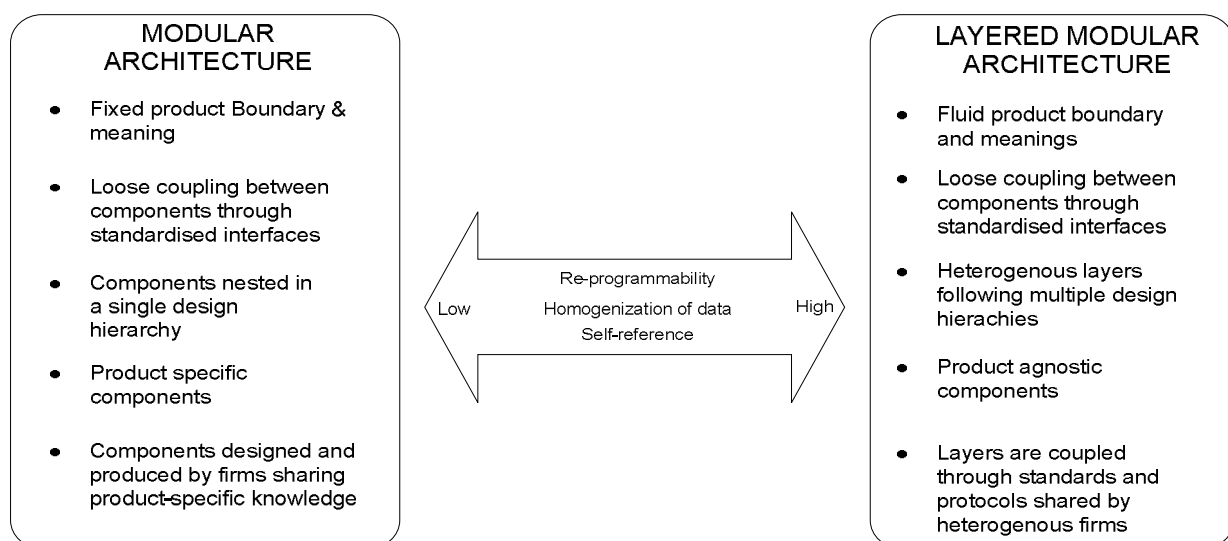 MODULAR
ARCHITECTURE
● Fixed product Boundary &
meaning
● Loose coupling between
components through
standardised interfaces
● Components nested in
a single design
hierarchy
● Product specific
components
● Components designed and
produced by firms sharing
product-specific knowledge
Low
Re-programmability
Homogenization of data
Self-reference
High
LAYERED MODULAR
ARCHITECTURE
● Fluid product boundary
and meanings
● Loose coupling between
components through
standardised interfaces
● Heterogenous layers
following multiple design
hierachies
● Product agnostic
components
● Layers are coupled
through standards and
protocols shared by
heterogenous firms